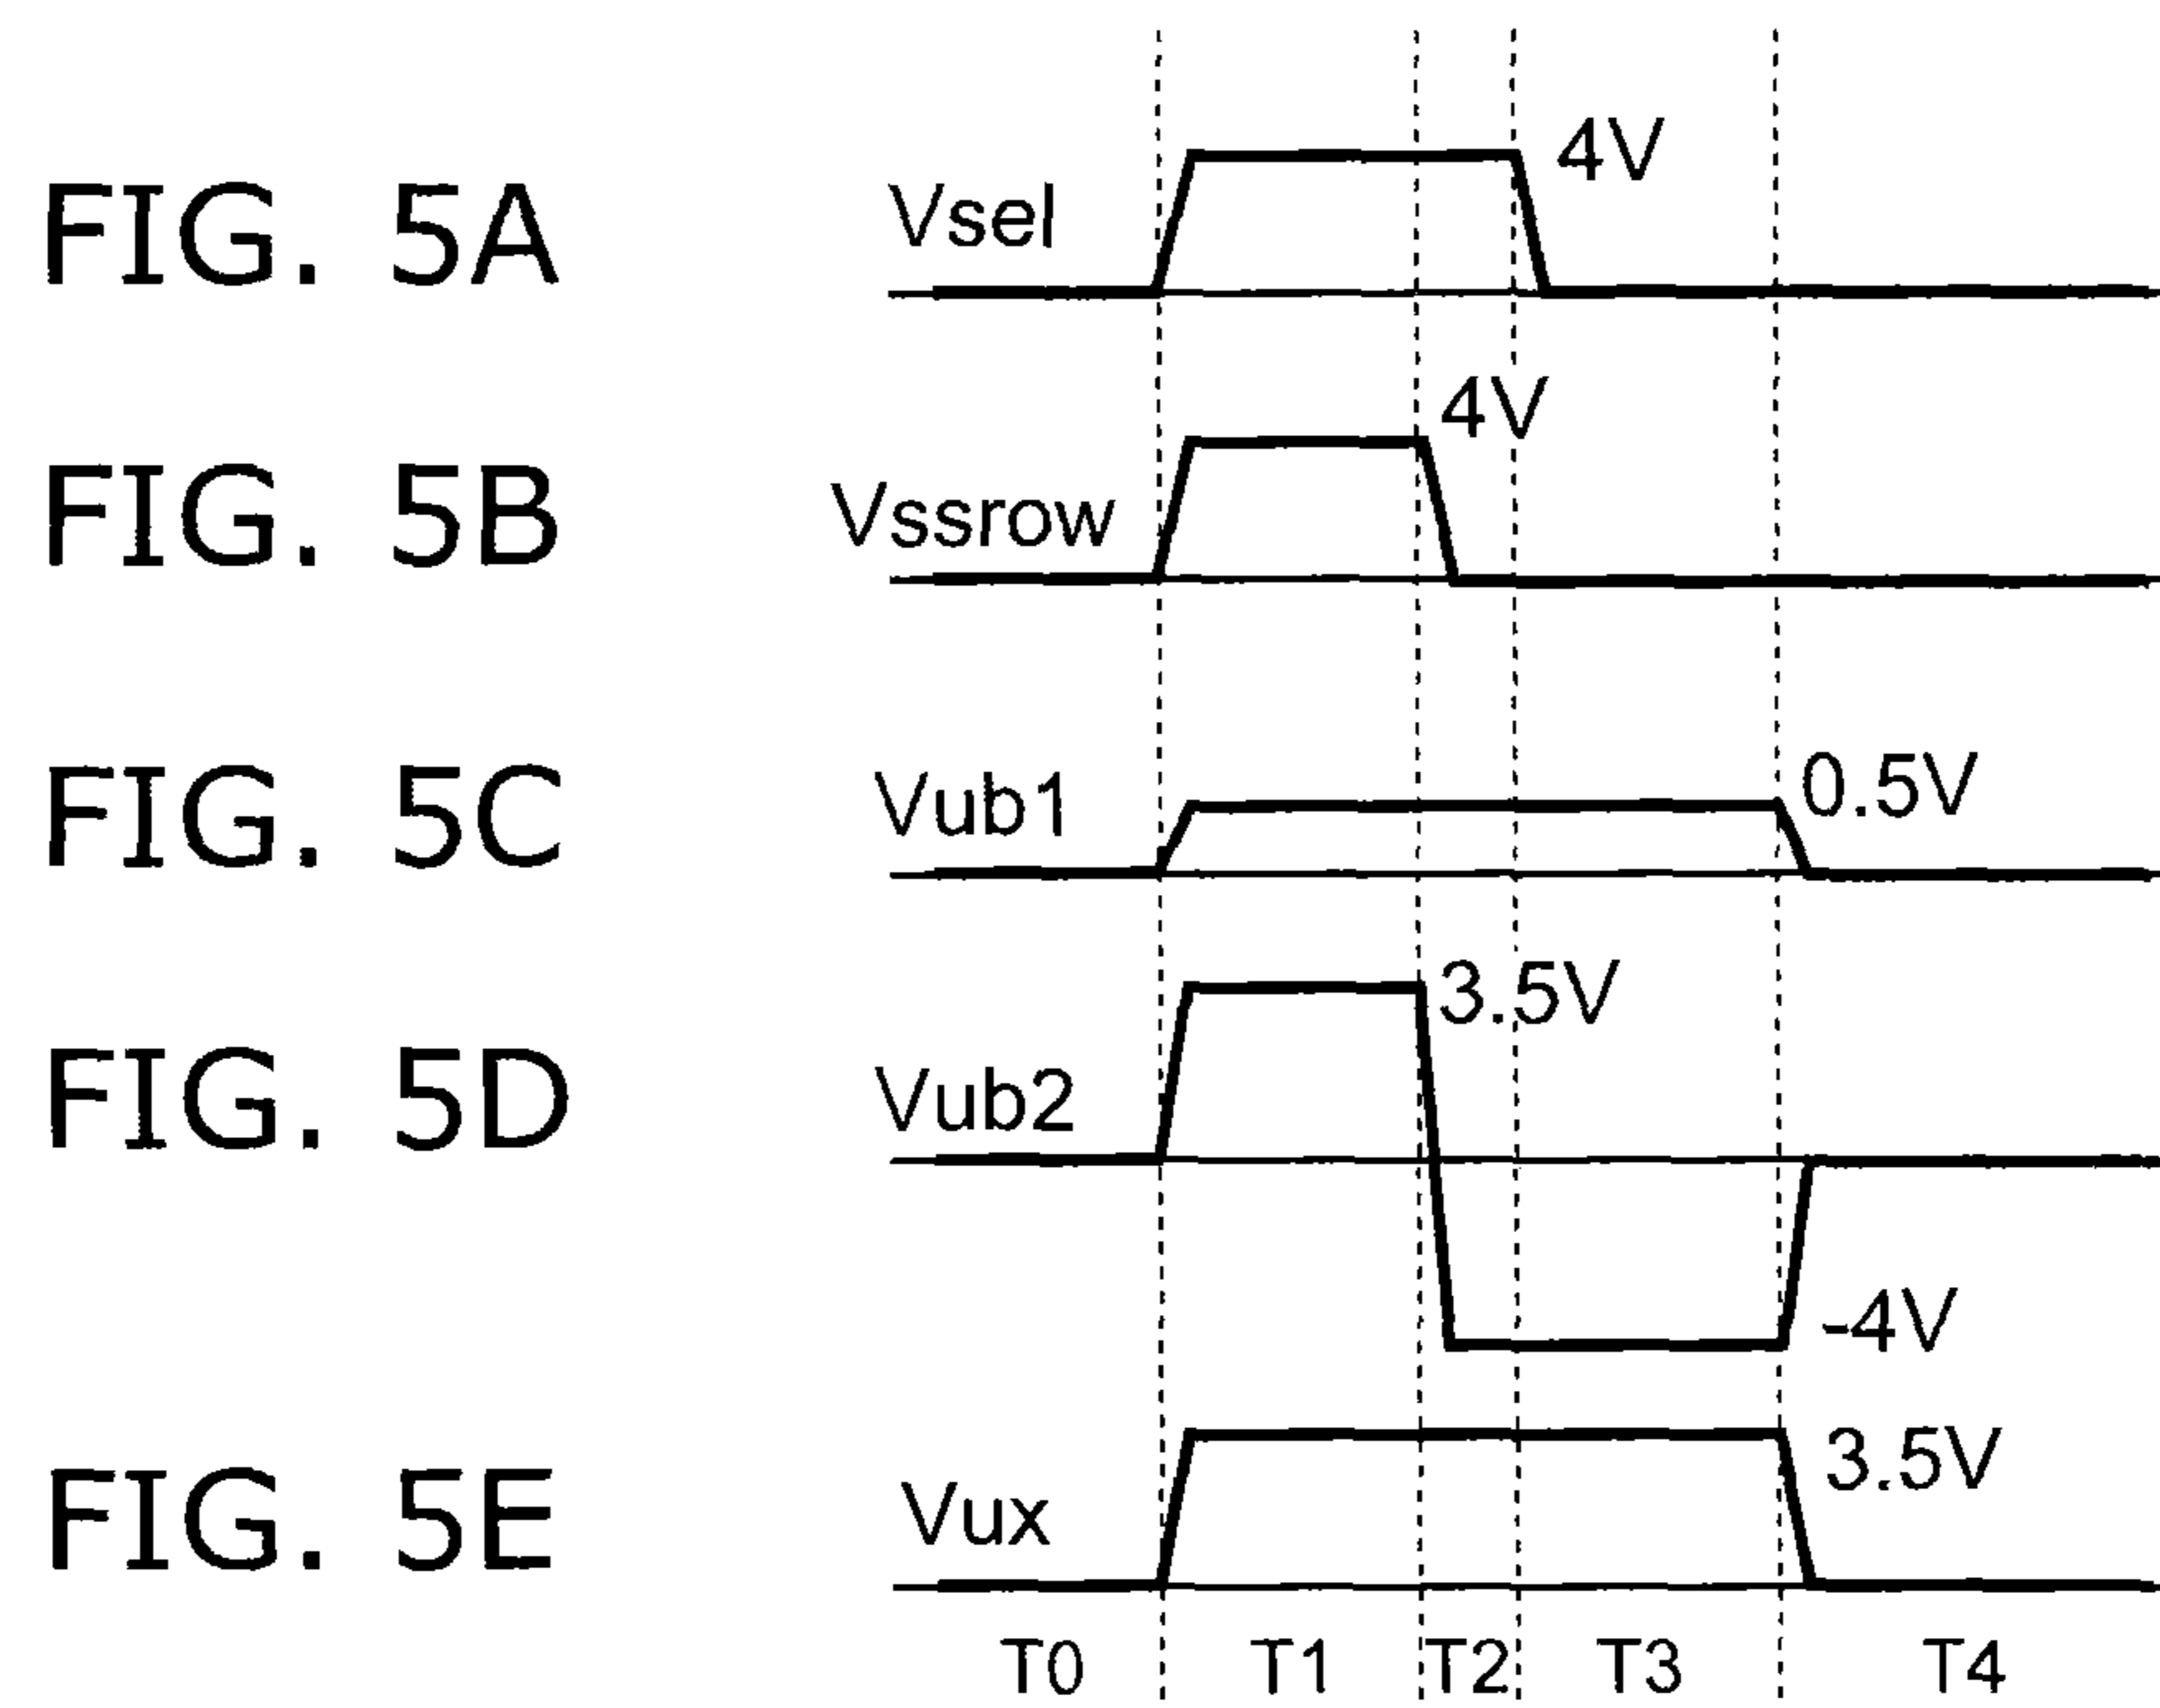 FIG. 5A
Vsel
4V
FIG. 5B
Vssrow
4V
FIG. 5C
Vub1
0.5V
FIG. 5D
Vub2
3.5V
-4V
FIG. 5E
Vux
3.5V
T0 T1 T2 T3 T4